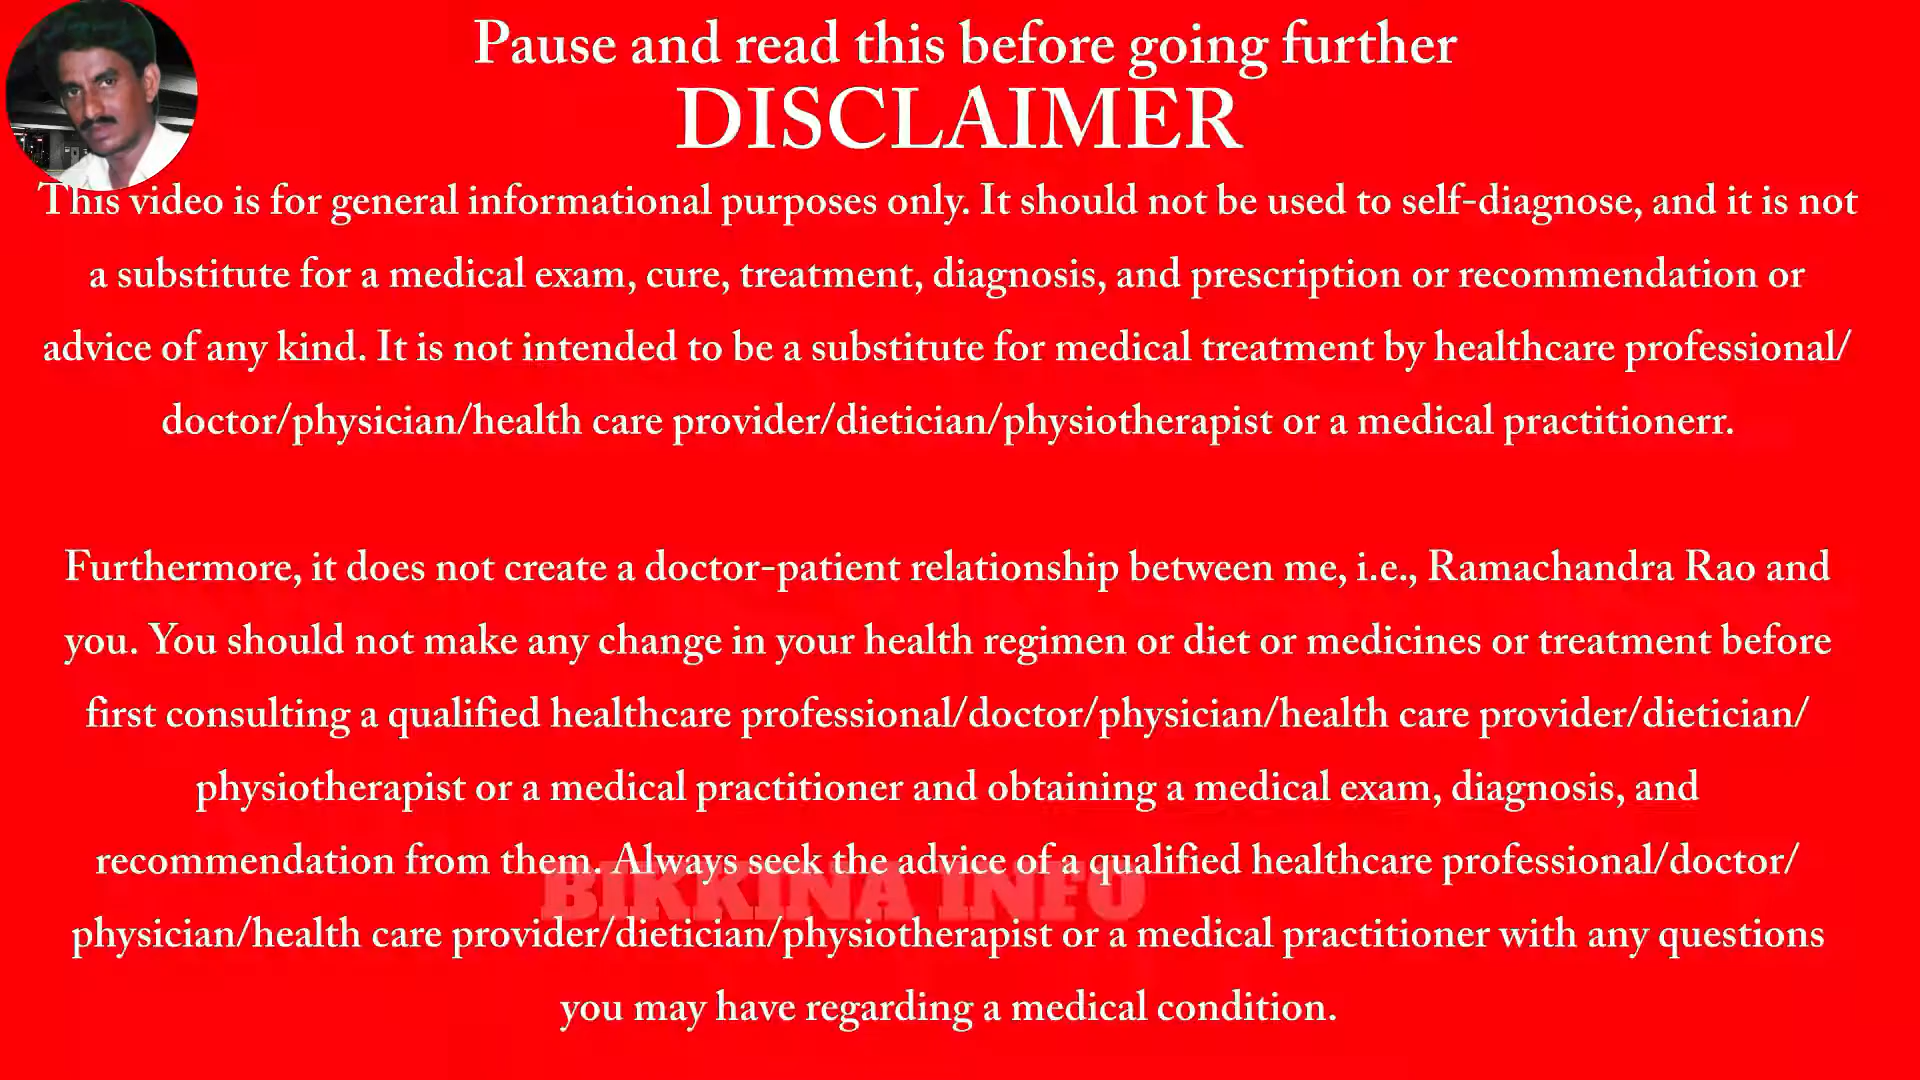 Pause and read this before going further
DISCLAIMER
This video is for general informational purposes only. It should not be used to self-diagnose, and it is not
a substitute for a medical exam, cure, treatment, diagnosis, and prescription or recommendation or
advice of any kind. It is not intended to be a substitute for medical treatment by healthcare professional/
doctor/physician/health care provider/dietician/physiotherapist or a medical practitionerr.
Furthermore, it does not create a doctor-patient relationship between me, i.e., Ramachandra Rao and
you. You should not make any change in your health regimen or diet or medicines or treatment before
first consulting a qualified healthcare professional/doctor/physician/health care provider/dietician/
physiotherapist or a medical practitioner and obtaining a medical exam, diagnosis, and
recommendation from them. Always seek the advice of a qualified healthcare professional/doctor/
BIKKINA INFO
physician/health care provider/dietician/physiotherapist or a medical practitioner with any questions
you may have regarding a medical condition.